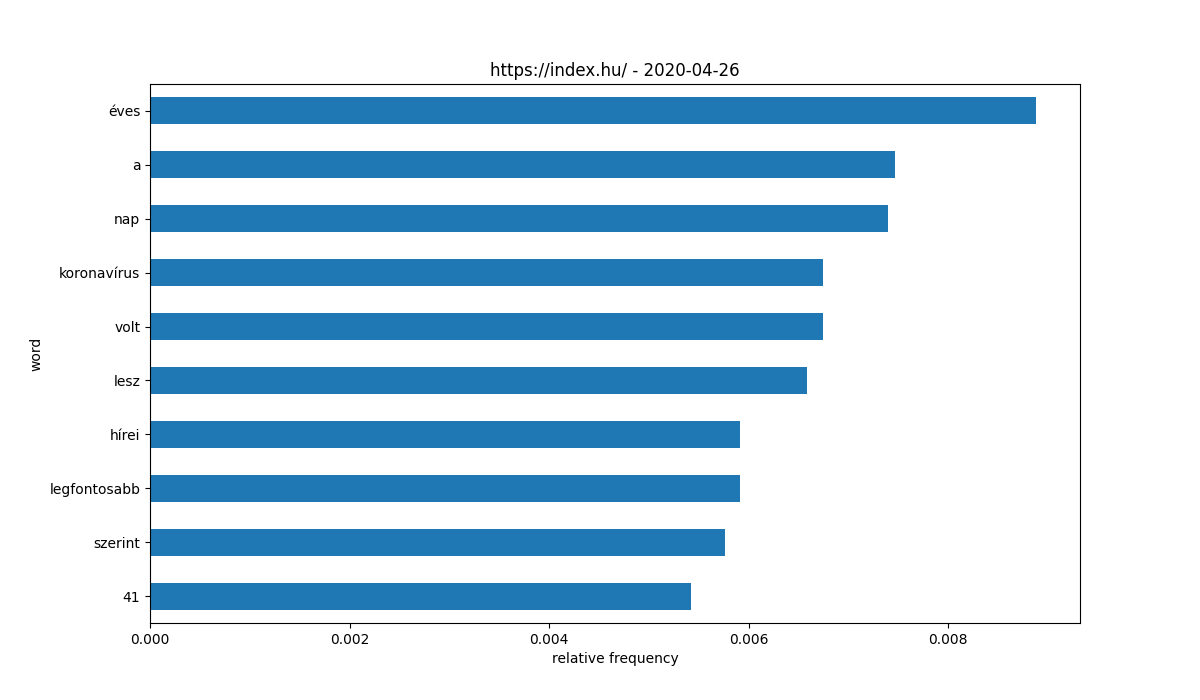 https://index.hu/ - 2020-04-26
éves
a
nap
koronavírus
volt
lesz
hírei
legfontosabb
szerint
41
word
0.000 0.002 0.004 0.006 0.008
relative frequency